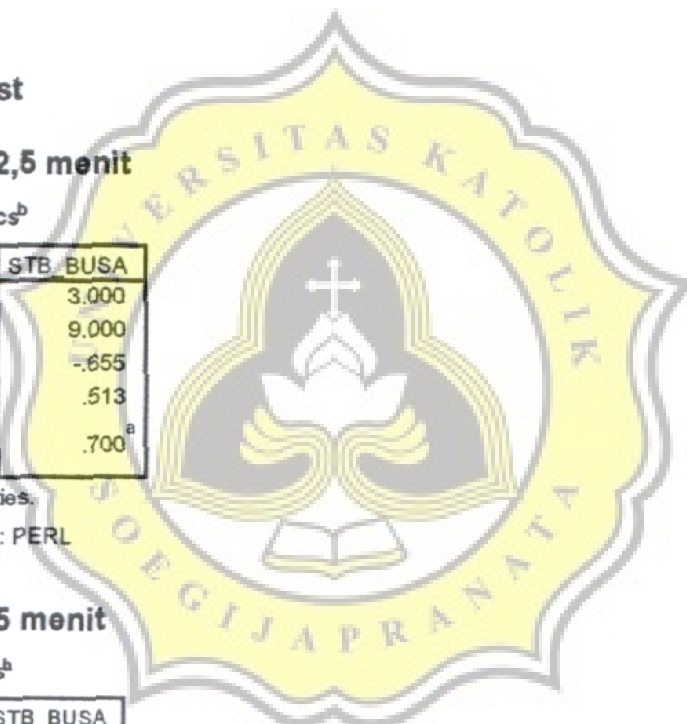 st
2,5 menit
cs^b
STB BUSA
3.000
9.000
-.655
.513
.700^a
ies.
: PERL
5 menit
s^b
STB BUSA
UNIVERSITAS KATOLIK
SOEGIJAPRANATA